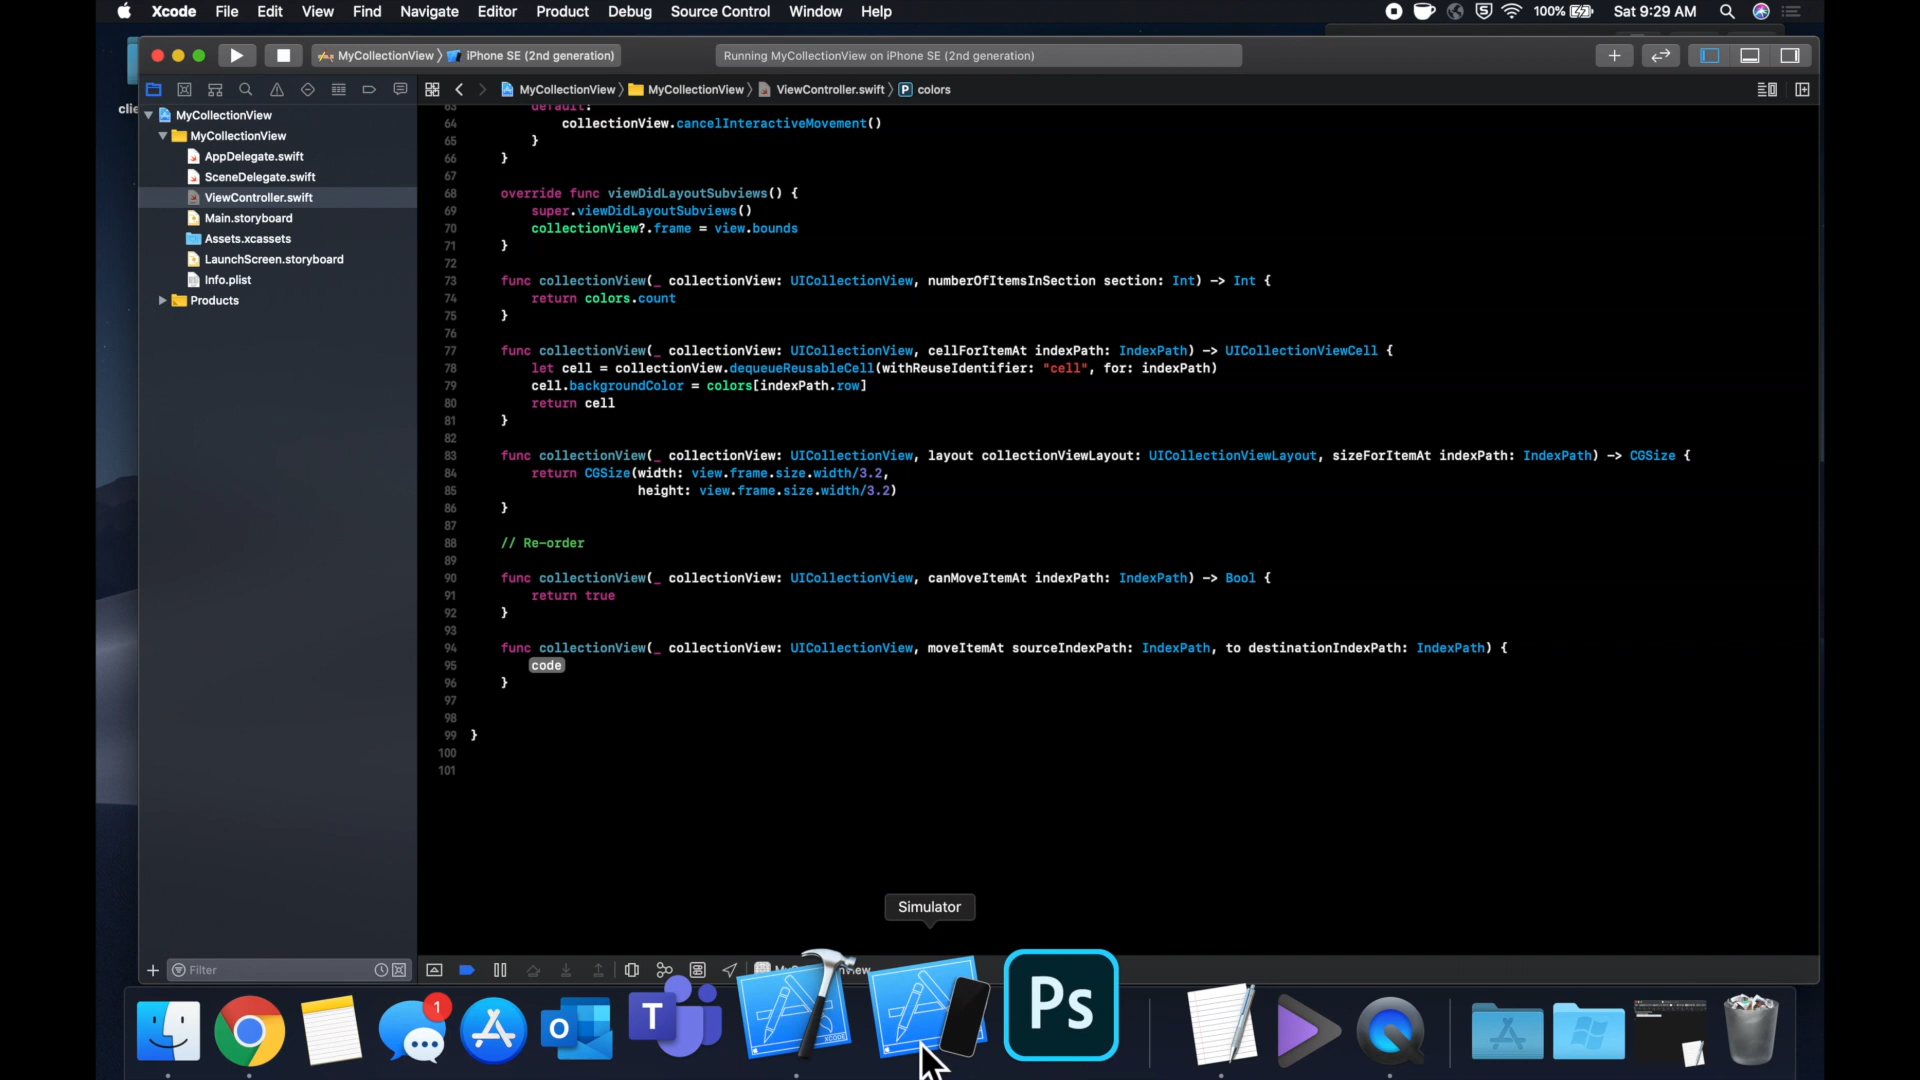 Xcode File Edit View Find Navigate Editor Product Debug Source Control Window Help 100% Sat 9:29 AM
MyCollectionView iPhone SE (2nd generation) Running MyCollectionView on iPhone SE (2nd generation)
MyCollectionView MyCollectionView ViewController.swift P colors
clie
MyCollectionView
MyCollectionView
AppDelegate.swift
SceneDelegate.swift
ViewController.swift
Main.storyboard
Assets.xcassets
LaunchScreen.storyboard
Info.plist
Products
63 default:
64 collectionView.cancelInteractiveMovement()
65 }
66 }
67
68 override func viewDidLayoutSubviews() {
69 super.viewDidLayoutSubviews()
70 collectionView?.frame = view.bounds
71 }
72
73 func collectionView(_ collectionView: UICollectionView, numberOfItemsInSection section: Int) -> Int {
74 return colors.count
75 }
76
77 func collectionView(_ collectionView: UICollectionView, cellForItemAt indexPath: IndexPath) -> UICollectionViewCell {
78 let cell = collectionView.dequeueReusableCell(withReuseIdentifier: "cell", for: indexPath)
79 cell.backgroundColor = colors[indexPath.row]
80 return cell
81 }
82
83 func collectionView(_ collectionView: UICollectionView, layout collectionViewLayout: UICollectionViewLayout, sizeForItemAt indexPath: IndexPath) -> CGSize {
84 return CGSize(width: view.frame.size.width/3.2,
85 height: view.frame.size.width/3.2)
86 }
87
88 // Re-order
89
90 func collectionView(_ collectionView: UICollectionView, canMoveItemAt indexPath: IndexPath) -> Bool {
91 return true
92 }
93
94 func collectionView(_ collectionView: UICollectionView, moveItemAt sourceIndexPath: IndexPath, to destinationIndexPath: IndexPath) {
95 code
96 }
97
98
99 }
100
101
Simulator
Filter
1
T
XCODE
Ps